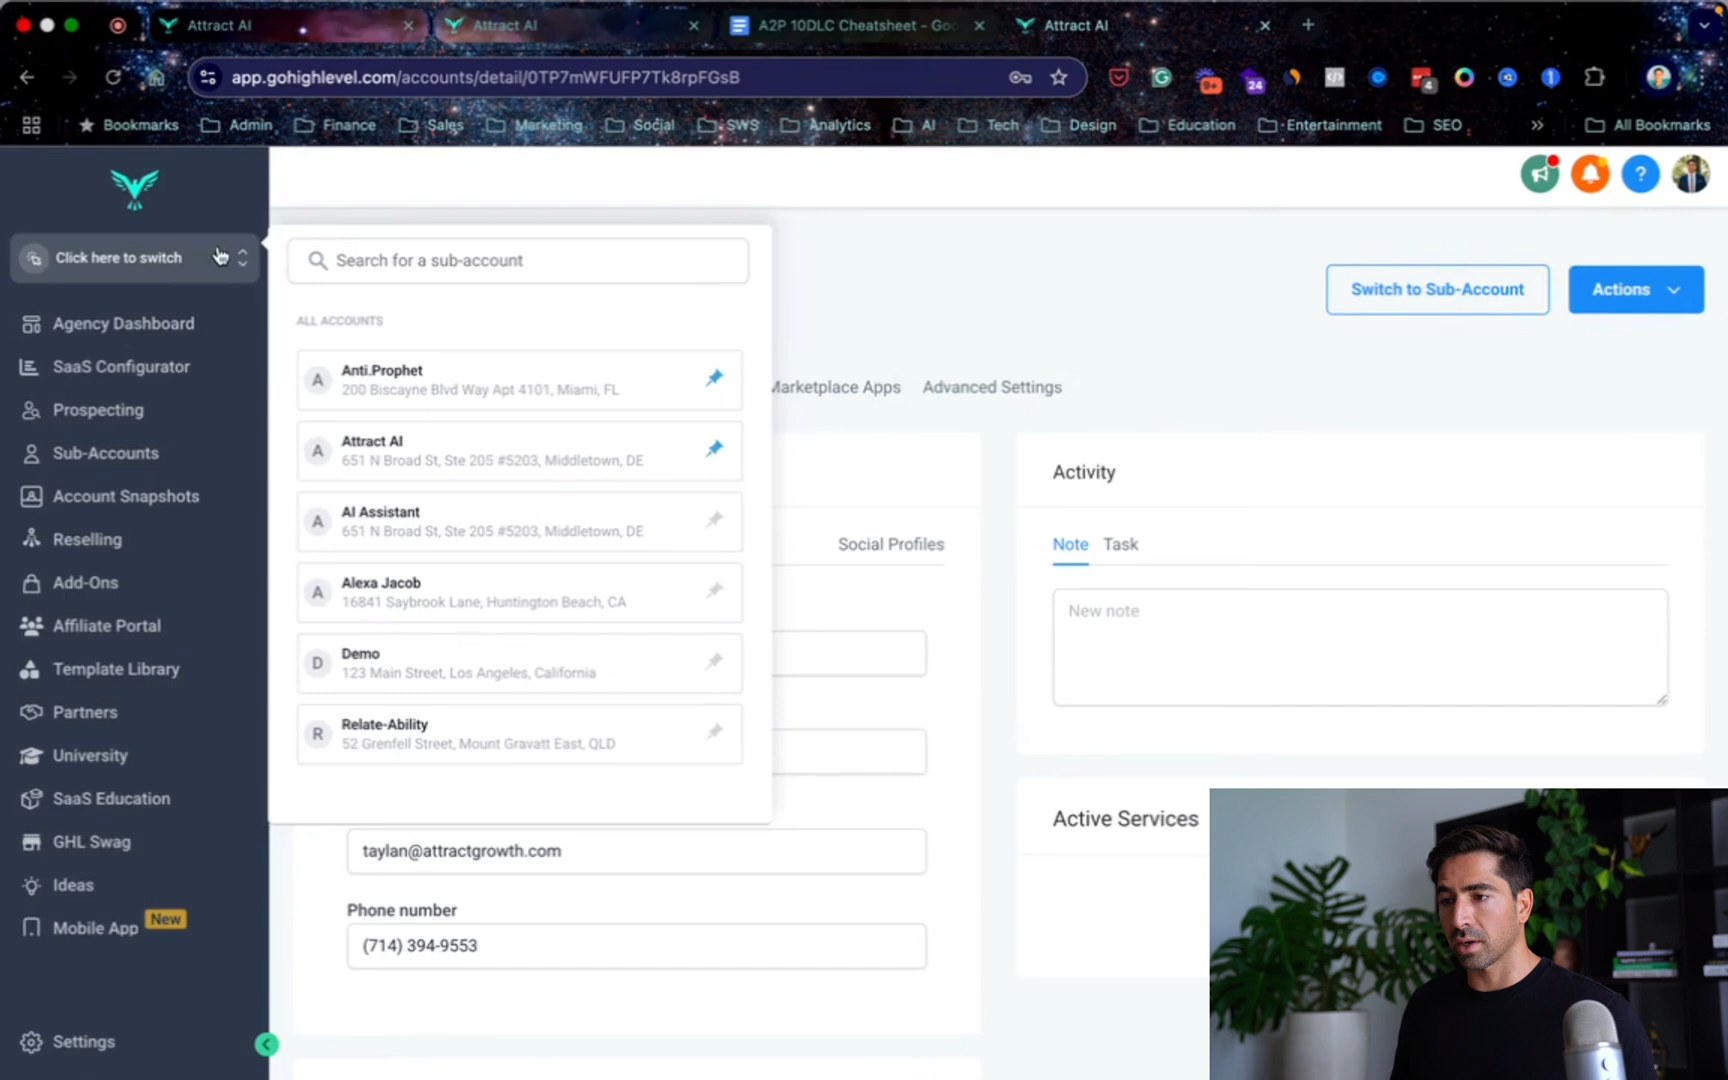 Attract AI
Attract AI
A2P 10DLC Cheatsheet - Goo
Attract AI
app.gohighlevel.com/accounts/detail/0TP7mWFUFP7Tk8rpFGsB
9+
24
4
Bookmarks
Admin
Finance
Sales
Marketing
Social
SWS
Analytics
AI
Tech
Design
Education
Entertainment
SEO
All Bookmarks
Click here to switch
Agency Dashboard
SaaS Configurator
Prospecting
Sub-Accounts
Account Snapshots
Reselling
Add-Ons
Affiliate Portal
Template Library
Partners
University
SaaS Education
GHL Swag
Ideas
Mobile App
New
Settings
Search for a sub-account
ALL ACCOUNTS
A
Anti.Prophet
200 Biscayne Blvd Way Apt 4101, Miami, FL
A
Attract AI
651 N Broad St, Ste 205 #5203, Middletown, DE
A
AI Assistant
651 N Broad St, Ste 205 #5203, Middletown, DE
A
Alexa Jacob
16841 Saybrook Lane, Huntington Beach, CA
D
Demo
123 Main Street, Los Angeles, California
R
Relate-Ability
52 Grenfell Street, Mount Gravatt East, QLD
Switch to Sub-Account
Actions
Marketplace Apps
Advanced Settings
Social Profiles
taylan@attractgrowth.com
Phone number
(714) 394-9553
Activity
Note
Task
New note
Active Services